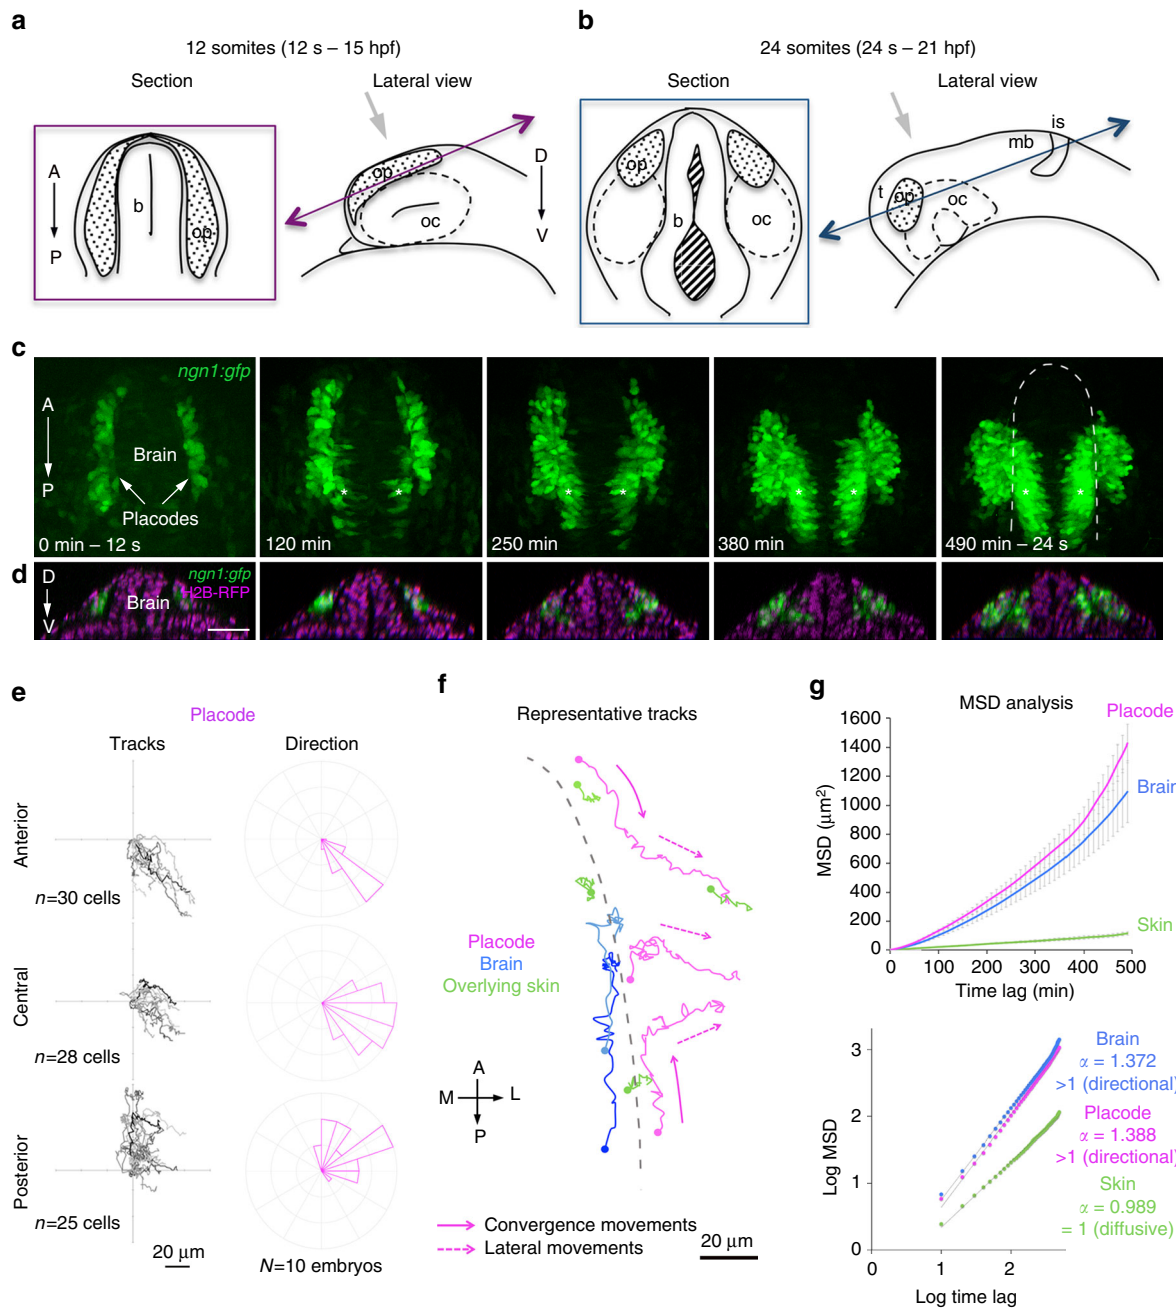 a
12 somites (12 s – 15 hpf)
Section
Lateral view
A
P
b
op
op
oc
D
V
b
24 somites (24 s – 21 hpf)
Section
Lateral view
op
b
oc
is
mb
t
op
oc
c
ngn1:gfp
A
P
Brain
Placodes
0 min – 12 s
*
*
120 min
*
*
250 min
*
*
380 min
*
*
490 min – 24 s
d
D
V
ngn1:gfp
H2B-RFP
Brain
e
Placode
Tracks
Direction
Anterior
n=30 cells
Central
n=28 cells
Posterior
n=25 cells
20 μm
N=10 embryos
f
Representative tracks
Placode
Brain
Overlying skin
A
M
L
P
Convergence movements
Lateral movements
20 μm
g
MSD analysis
Placode
Brain
Skin
MSD (μm²)
1600
1400
1200
1000
800
600
400
200
0
0 100 200 300 400 500
Time lag (min)
Log MSD
3
2
1
0
0 1 2
Log time lag
Brain
α = 1.372
>1 (directional)
Placode
α = 1.388
>1 (directional)
Skin
α = 0.989
= 1 (diffusive)